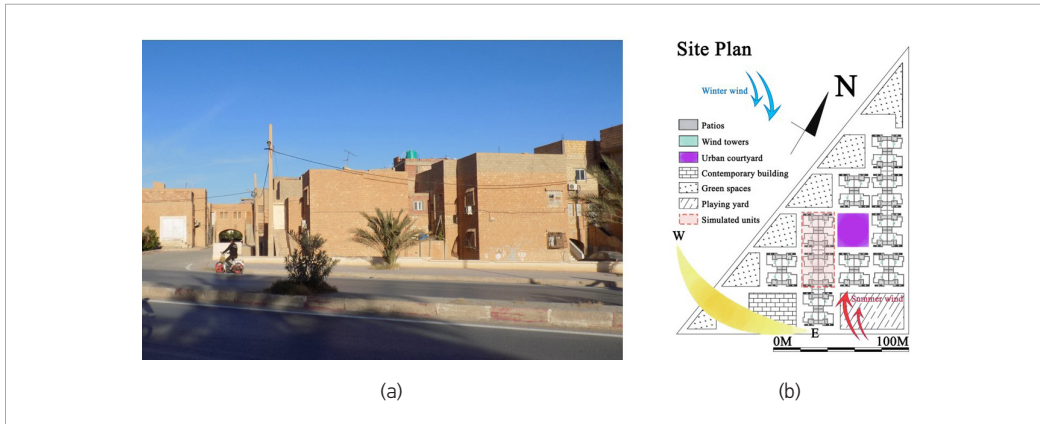 Site Plan
Winter wind
N
Patios
Wind towers
Urban courtyard
Contemporary building
Green spaces
Playing yard
Simulated units
W
Summer wind
E
0M 100M
(a) (b)